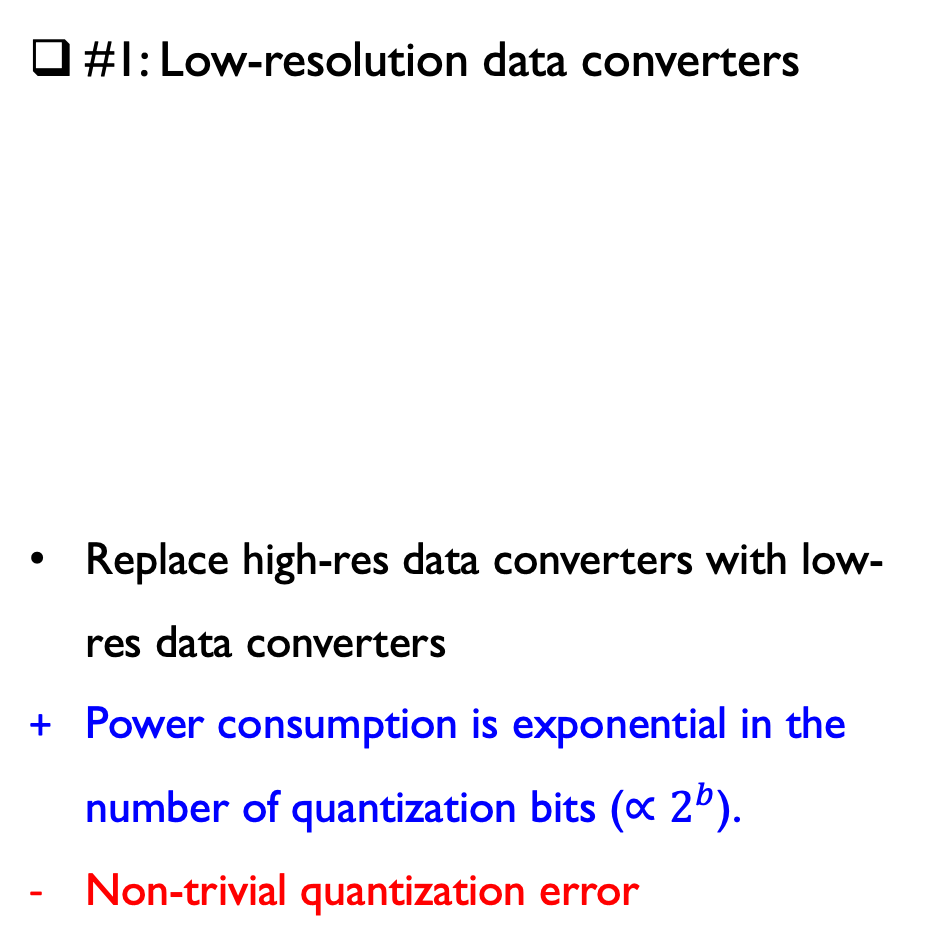 ❑ #1: Low-resolution data converters
• Replace high-res data converters with low-
res data converters
+ Power consumption is exponential in the
number of quantization bits (∝ 2^b).
- Non-trivial quantization error